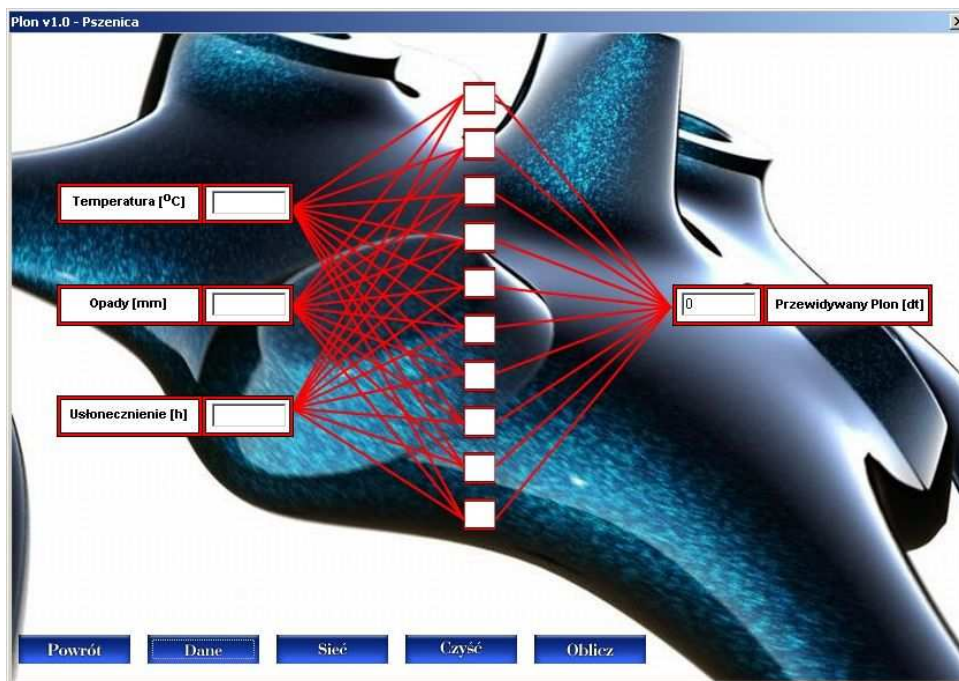 Plon v1.0 - Pszenica
Temperatura [°C]
Opady [mm]
0
Przewidywany Plon [dt]
Usłonecznienie [h]
Powrót
Dane
Sieć
Czyść
Oblicz